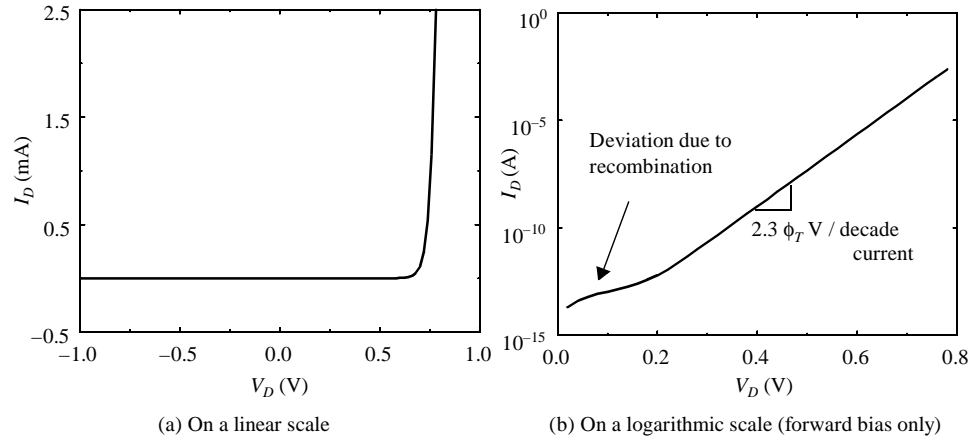 2.5
1.5
0.5
–0.5
–1.0
–0.5
0.0
0.5
1.0
I_D (mA)
V_D (V)
(a) On a linear scale
10^0
10^–5
10^–10
10^–15
0.0
0.2
0.4
0.6
0.8
I_D (A)
V_D (V)
Deviation due to
recombination
2.3 ϕ_T V / decade
current
(b) On a logarithmic scale (forward bias only)